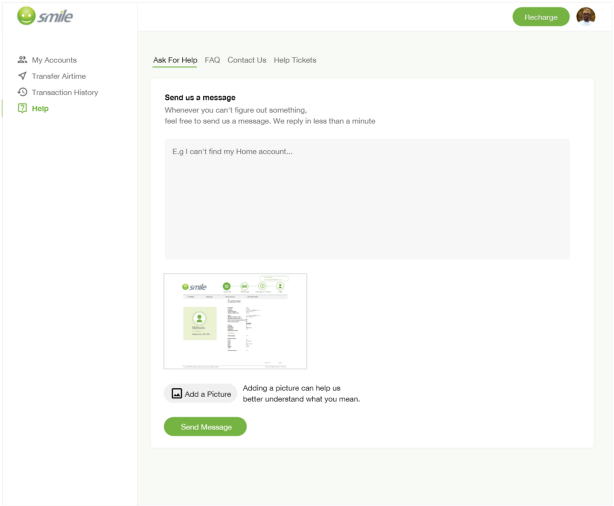 smile
Recharge
My Accounts
Transfer Airtime
Transaction History
Help
Ask For Help FAQ Contact Us Help Tickets
Send us a message
Whenever you can't figure out something,
feel free to send us a message. We reply in less than a minute
E.g I can't find my Home account...
smile
Add a Picture
Adding a picture can help us
better understand what you mean.
Send Message